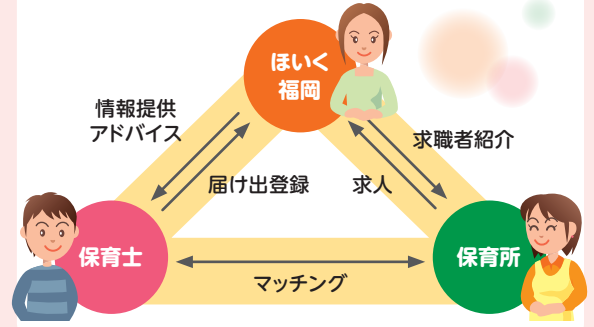 ほいく
福岡
情報提供
アドバイス
求職者紹介
届け出登録
求人
保育士
保育所
マッチング